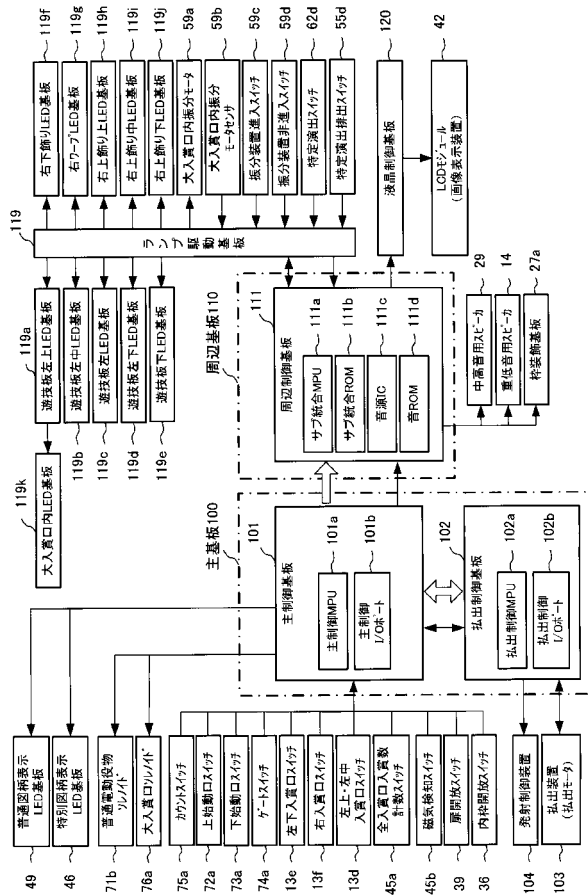 119f
右下飾りLED基板
119g
右ワープLED基板
119h
右上飾り上LED基板
119i
右上飾り中LED基板
119j
右上飾り下LED基板
59a
大入賞口内振分モータ
59b
大入賞口内振分
モータセンサ
59c
振分装置進入スイッチ
59d
振分装置非進入スイッチ
62d
特定演出スイッチ
55d
特定演出排出スイッチ
120
液晶制御基板
42
LCDモジュール
(画像表示装置)
119
ランプ駆動基板
119a
遊技板左上LED基板
119b
遊技板左中LED基板
119c
遊技板左LED基板
119d
遊技板左下LED基板
119e
遊技板下LED基板
119k
大入賞口内LED基板
周辺基板110
111
周辺制御基板
サブ統合MPU
111a
サブ統合ROM
111b
音源IC
111c
音ROM
111d
29
中高音用スピーカ
14
重低音用スピーカ
27a
枠装飾基板
主基板100
101
主制御基板
101a
主制御MPU
101b
主制御
I/Oポート
102
払出制御基板
102a
払出制御MPU
102b
払出制御
I/Oポート
普通図柄表示
LED基板
49
特別図柄表示
LED基板
46
普通電動役物
ソレノイド
71b
大入賞口ソレノイド
76a
カウントスイッチ
75a
上始動口スイッチ
72a
下始動口スイッチ
73a
ゲートスイッチ
74a
左下入賞口スイッチ
13e
右入賞口スイッチ
13f
左上・左中
入賞口スイッチ
13d
全入賞口入賞数
計数スイッチ
45a
磁気検知スイッチ
45b
扉開放スイッチ
39
内枠開放スイッチ
36
発射制御装置
104
払出装置
(払出モータ)
103